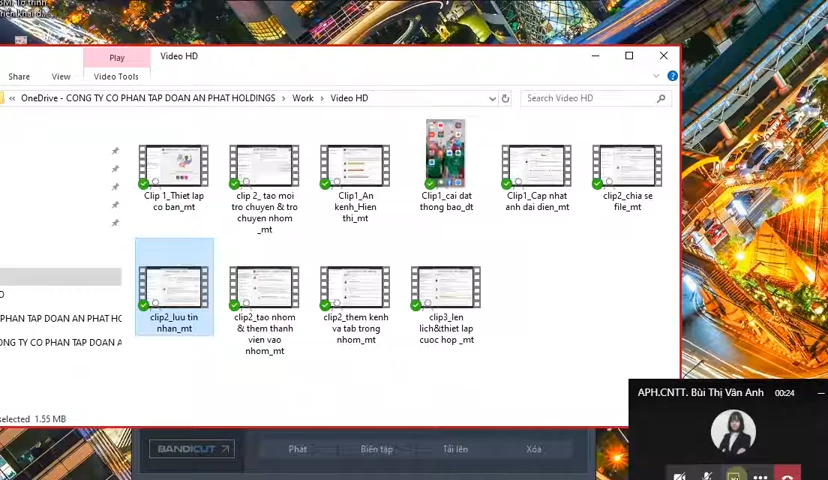 Play
Video HD
Share
View
Video Tools
OneDrive - CONG TY CO PHAN TAP DOAN AN PHAT HOLDINGS
Work
Video HD
Search Video HD
Clip 1_Thiet lap
co ban_mt
clip 2_ tao moi
tro chuyen & tro
chuyen nhom
_mt
Clip1_An
kenh_Hien
thi_mt
Clip1_cai dat
thong bao_dt
Clip1_Cap nhat
anh dai dien_mt
clip2_chia se
file_mt
clip2_luu tin
nhan_mt
clip2_tao nhom
& them thanh
vien vao
nhom_mt
clip2_them kenh
va tab trong
nhom_mt
clip3_len
lich&thiet lap
cuoc hop _mt
PHAN TAP DOAN AN PHAT HO
ONG TY CO PHAN TAP DOAN A
selected 1.55 MB
APH.CNTT. Bùi Thị Vân Anh
00:24
BANDICUT
Phát
Biên tập
Tải lên
Xóa